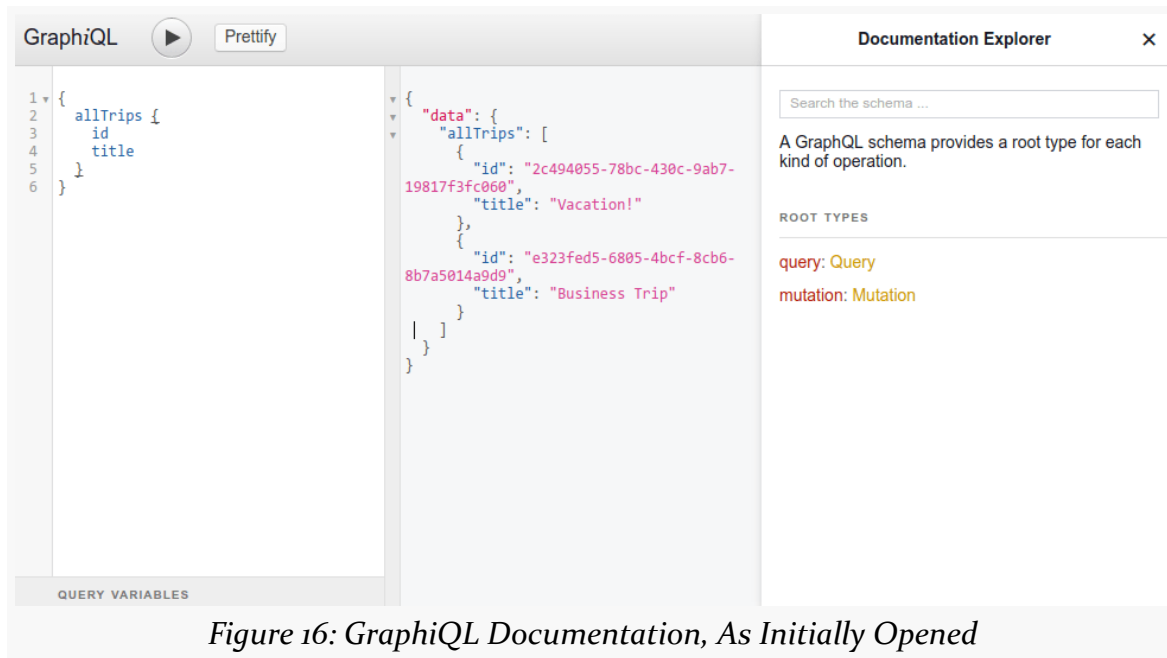 GraphiQL
Prettify
1 {
2 allTrips {
3 id
4 title
5 }
6 }
QUERY VARIABLES
{
"data": {
"allTrips": [
{
"id": "2c494055-78bc-430c-9ab7-
19817f3fc060",
"title": "Vacation!"
},
{
"id": "e323fed5-6805-4bcf-8cb6-
8b7a5014a9d9",
"title": "Business Trip"
}
]
}
}
Documentation Explorer
Search the schema ...
A GraphQL schema provides a root type for each
kind of operation.
ROOT TYPES
query: Query
mutation: Mutation
Figure 16: GraphiQL Documentation, As Initially Opened